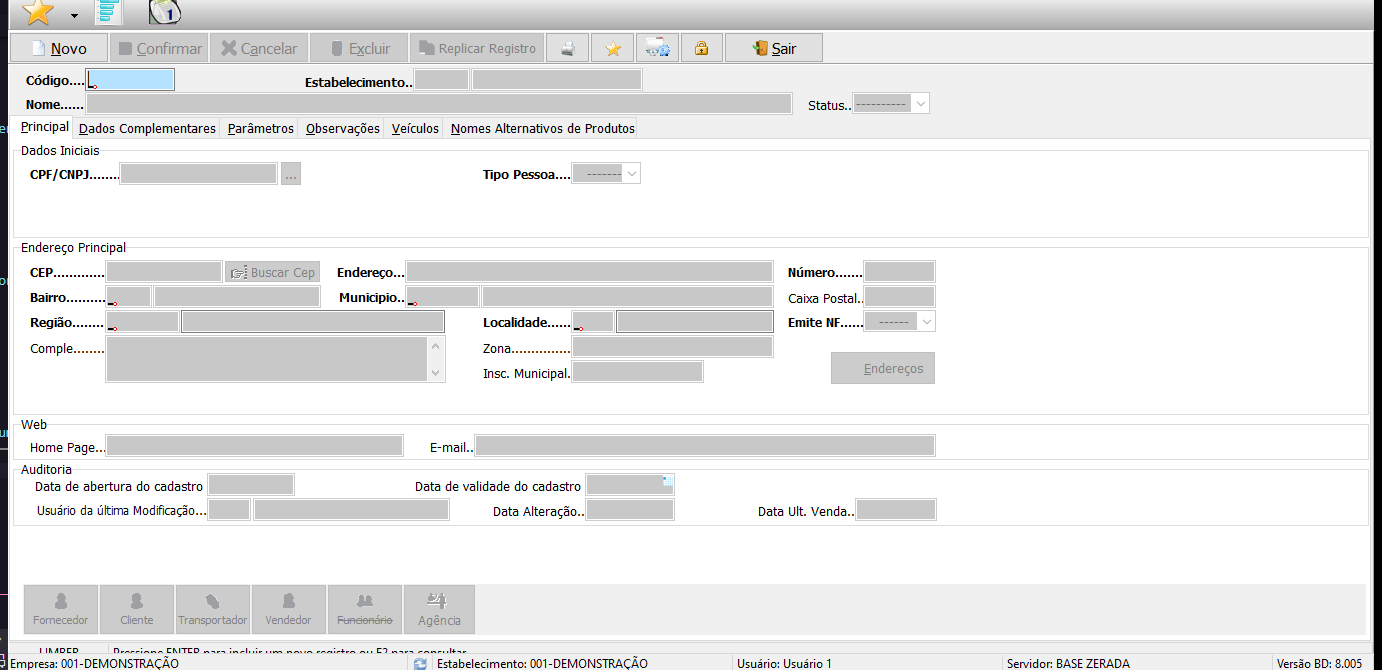 1
Novo Confirmar Cancelar Excluir Replicar Registro Sair
Código.... Estabelecimento..
Nome...... Status.. ----------
Principal Dados Complementares Parâmetros Observações Veículos Nomes Alternativos de Produtos
Dados Iniciais
CPF/CNPJ....... ... Tipo Pessoa.... -------
Endereço Principal
CEP............ Buscar Cep Endereço... Número.......
Bairro.......... Municipio.. Caixa Postal..
Região........ Localidade...... Emite NF...... ------
Comple........ Zona..............
Insc. Municipal. Endereços
Web
Home Page... E-mail..
Auditoria
Data de abertura do cadastro Data de validade do cadastro
Usuário da última Modificação... Data Alteração.. Data Ult. Venda..
Fornecedor Cliente Transportador Vendedor Funcionário Agência
Pressione ENTER para incluir um novo registro ou F2 para consultar
Empresa: 001-DEMONSTRAÇÃO Estabelecimento: 001-DEMONSTRAÇÃO Usuário: Usuário 1 Servidor: BASE ZERADA Versão BD: 8.005